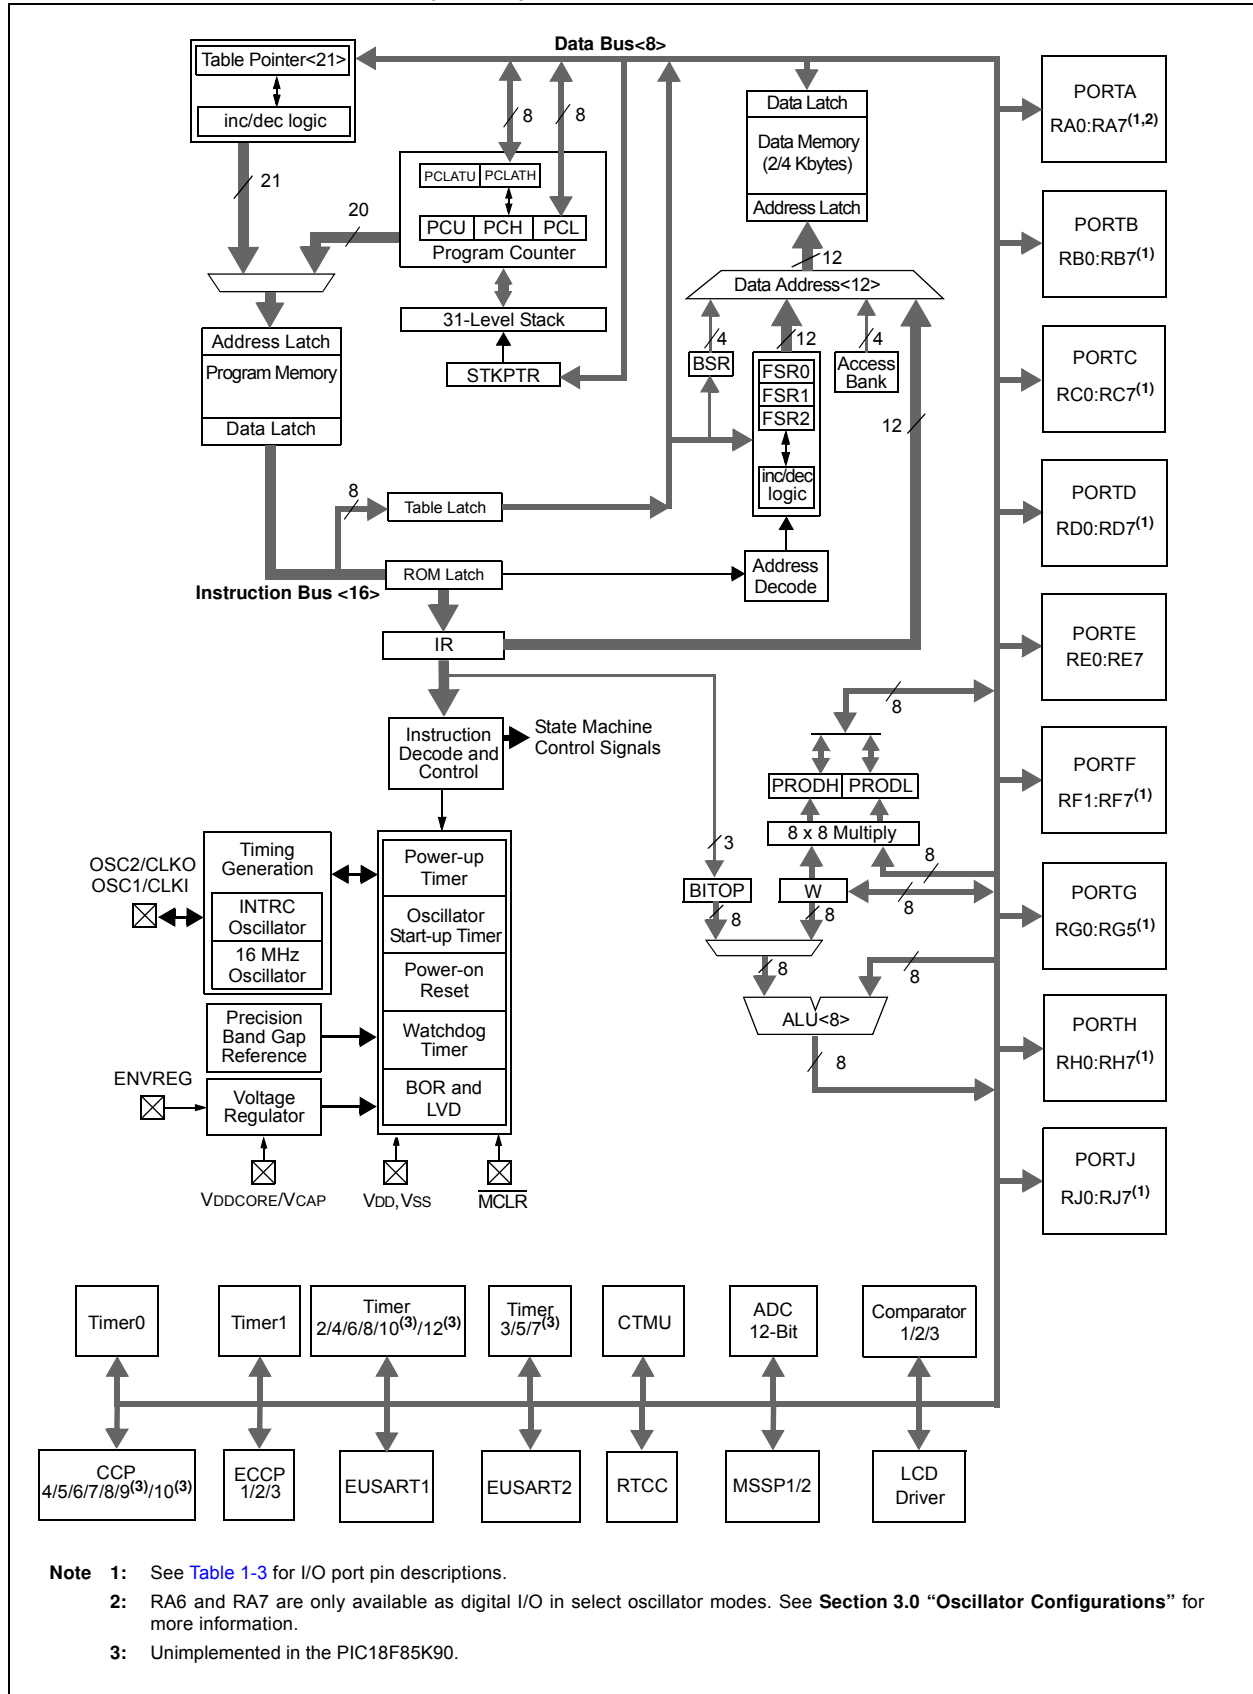 Data Bus<8>
Table Pointer<21>
inc/dec logic
21
20
8
8
PCLATU PCLATH
PCU PCH PCL
Program Counter
31-Level Stack
STKPTR
Address Latch
Program Memory
Data Latch
Data Latch
Data Memory
(2/4 Kbytes)
Address Latch
12
Data Address<12>
4
12
4
BSR
FSR0
FSR1
FSR2
inc/dec
logic
Access
Bank
12
8
Table Latch
ROM Latch
Instruction Bus <16>
Address
Decode
IR
Instruction
Decode and
Control
State Machine
Control Signals
8
PRODH PRODL
8 x 8 Multiply
3
8
BITOP
W
8
8
8
8
8
ALU<8>
8
OSC2/CLKO
OSC1/CLKI
Timing
Generation
INTRC
Oscillator
16 MHz
Oscillator
Power-up
Timer
Oscillator
Start-up Timer
Power-on
Reset
Watchdog
Timer
BOR and
LVD
Precision
Band Gap
Reference
ENVREG
Voltage
Regulator
VDDCORE/VCAP
VDD, VSS
MCLR
PORTA
RA0:RA7(1,2)
PORTB
RB0:RB7(1)
PORTC
RC0:RC7(1)
PORTD
RD0:RD7(1)
PORTE
RE0:RE7
PORTF
RF1:RF7(1)
PORTG
RG0:RG5(1)
PORTH
RH0:RH7(1)
PORTJ
RJ0:RJ7(1)
Timer0
Timer1
Timer
2/4/6/8/10(3)/12(3)
Timer
3/5/7(3)
CTMU
ADC
12-Bit
Comparator
1/2/3
CCP
4/5/6/7/8/9(3)/10(3)
ECCP
1/2/3
EUSART1
EUSART2
RTCC
MSSP1/2
LCD
Driver
Note 1: See Table 1-3 for I/O port pin descriptions.
2: RA6 and RA7 are only available as digital I/O in select oscillator modes. See Section 3.0 “Oscillator Configurations” for
more information.
3: Unimplemented in the PIC18F85K90.